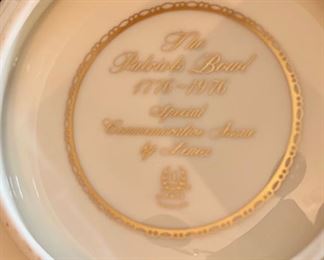 The
Patriots Bowl
1776-1976
Special
Commemorative Issue
by Lenox